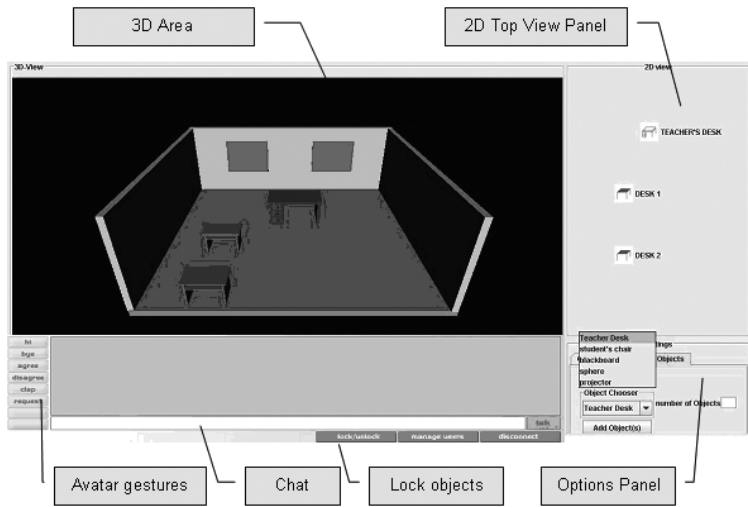 3D Area
2D Top View Panel
3D-View
2D view
TEACHER'S DESK
DESK 1
DESK 2
hi
bye
agree
disagree
clap
request
Teacher Desk
student's chair
blackboard
sphere
projector
Objects
Object Chooser
Teacher Desk
number of Objects
Add Object(s)
talk
lock/unlock
manage users
disconnect
Avatar gestures
Chat
Lock objects
Options Panel